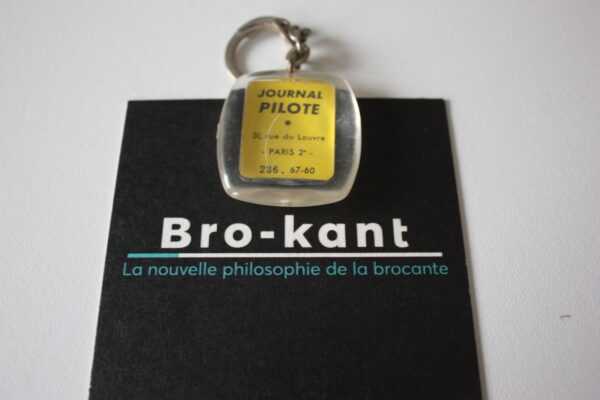 JOURNAL
PILOTE
31, rue du Louvre
- PARIS 2e -
236. 67-60
Bro-kant
La nouvelle philosophie de la brocante